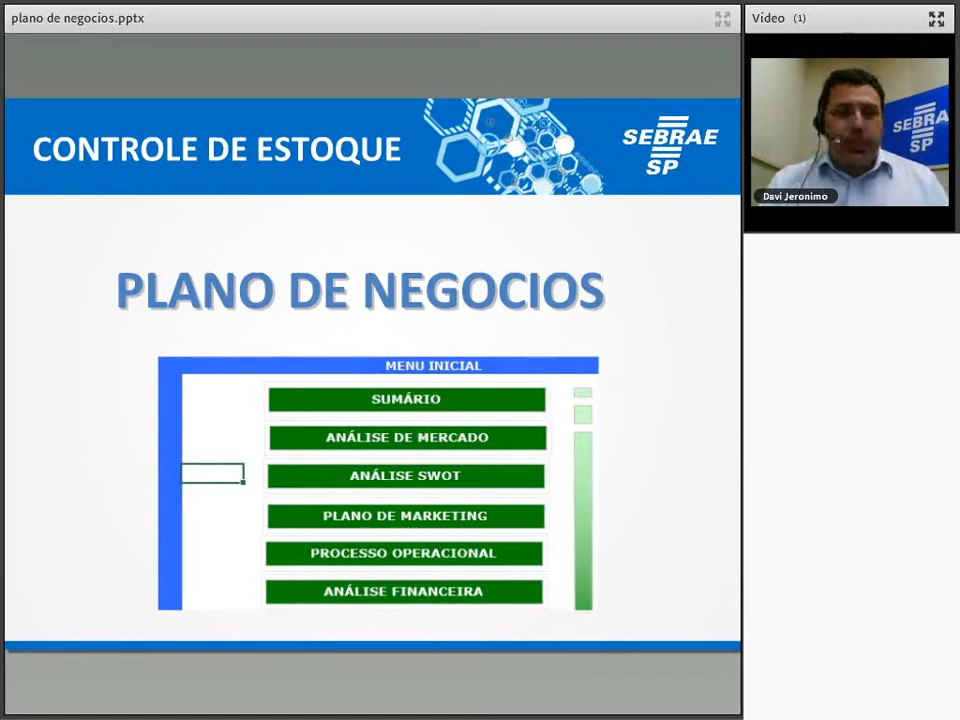 plano de negocios.pptx
Vídeo (1)
CONTROLE DE ESTOQUE
SEBRAE
SP
SEBRAE
SP
Davi Jeronimo
PLANO DE NEGOCIOS
MENU INICIAL
SUMÁRIO
ANÁLISE DE MERCADO
ANÁLISE SWOT
PLANO DE MARKETING
PROCESSO OPERACIONAL
ANÁLISE FINANCEIRA